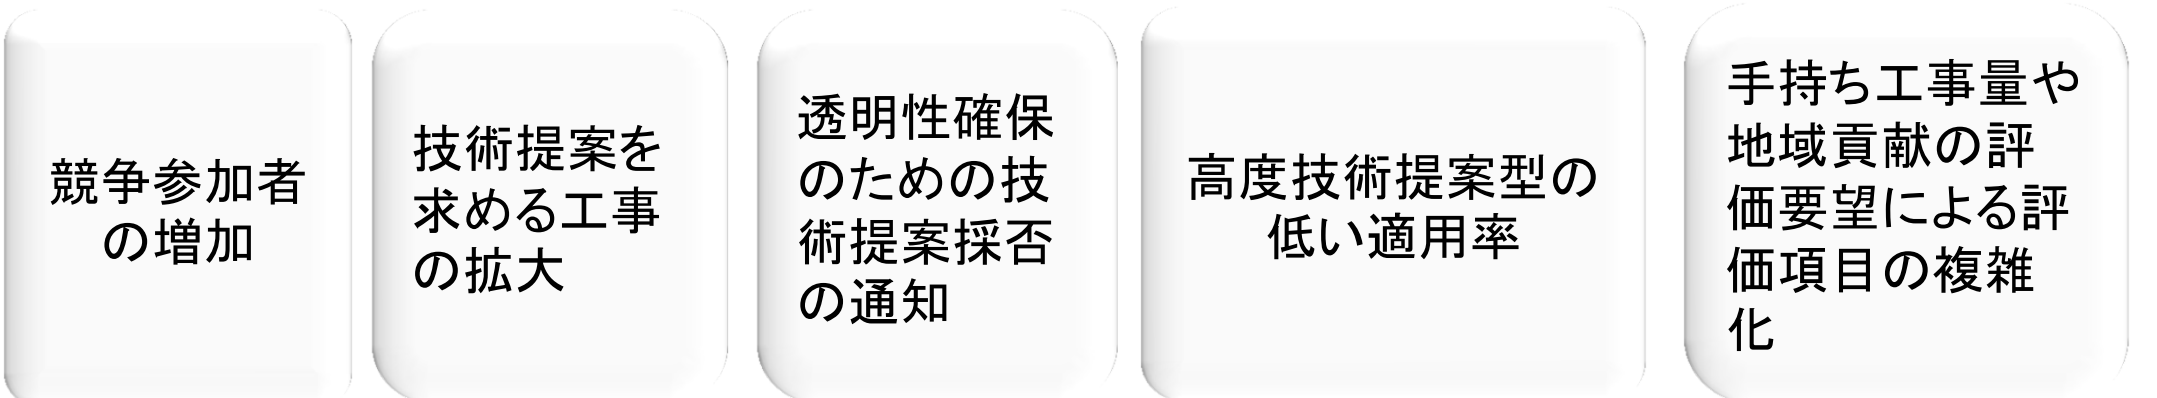 競争参加者
の増加
技術提案を
求める工事
の拡大
透明性確保
のための技
術提案採否
の通知
高度技術提案型の
低い適用率
手持ち工事量や
地域貢献の評
価要望による評
価項目の複雑
化